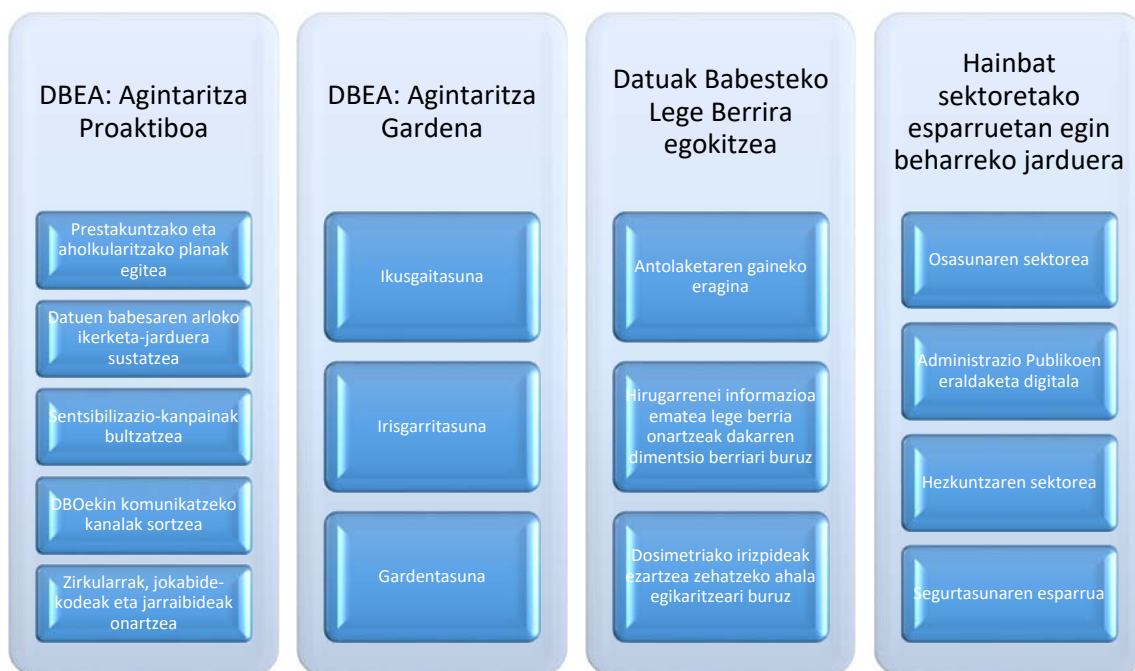 DBEA: Agintaritza
Proaktiboa
Prestakuntzako eta
aholkularitzako planak
egitea
Datuen babesaren arloko
ikerketa-jarduera
sustatzea
Sentsibilizazio-kanpainak
bultzatzea
DBOekin komunikatzeko
kanalak sortzea
Zirkularrak, jokabide-
kodeak eta jarraibideak
onartzea
DBEA: Agintaritza
Gardena
Ikusgaitasuna
Irisgarritasuna
Gardentasuna
Datuak Babesteko
Lege Berrira
egokitzea
Antolaketaren gaineko
eragina
Hirugarrenei informazioa
ematea lege berria
onartzeak dakarren
dimentsio berriari buruz
Dosimetriako irizpideak
ezartzea zehatzeko ahala
egikaritzeari buruz
Hainbat
sektoretako
esparruetan egin
beharreko jarduera
Osasunaren sektorea
Administrazio Publikoen
eraldaketa digitala
Hezkuntzaren sektorea
Segurtasunaren esparrua